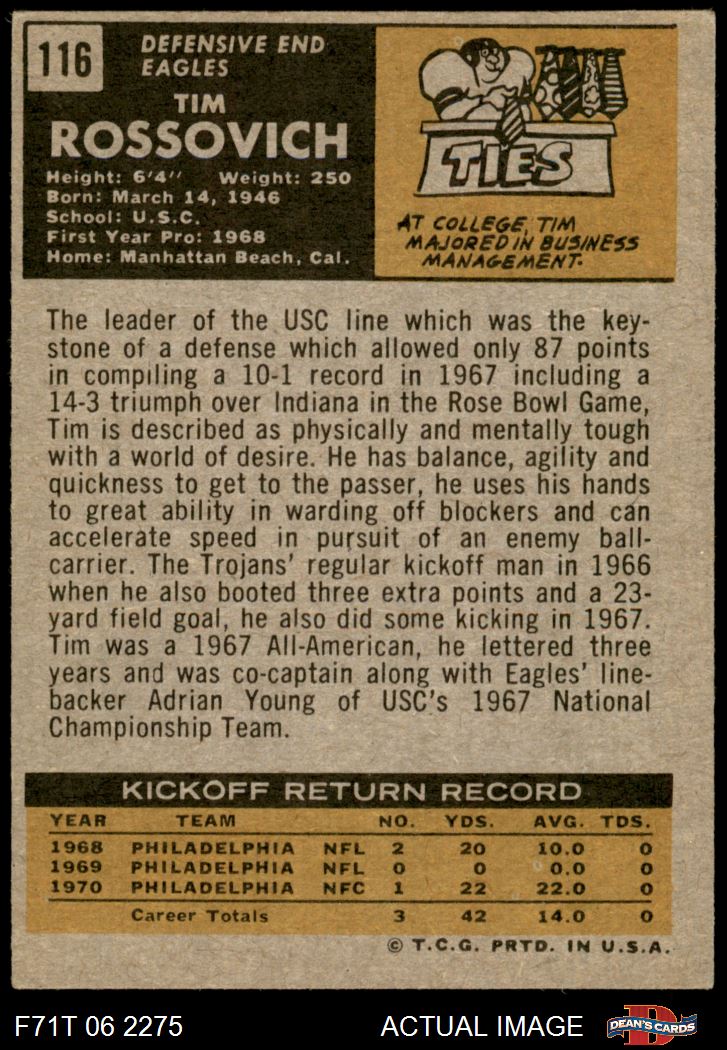 116
DEFENSIVE END
EAGLES
TIM
ROSSOVICH
Height: 6'4" Weight: 250
Born: March 14, 1946
School: U.S.C.
First Year Pro: 1968
Home: Manhattan Beach, Cal.
TIES
AT COLLEGE, TIM
MAJORED IN BUSINESS
MANAGEMENT.
The leader of the USC line which was the key-
stone of a defense which allowed only 87 points
in compiling a 10-1 record in 1967 including a
14-3 triumph over Indiana in the Rose Bowl Game,
Tim is described as physically and mentally tough
with a world of desire. He has balance, agility and
quickness to get to the passer, he uses his hands
to great ability in warding off blockers and can
accelerate speed in pursuit of an enemy ball-
carrier. The Trojans' regular kickoff man in 1966
when he also booted three extra points and a 23-
yard field goal, he also did some kicking in 1967.
Tim was a 1967 All-American, he lettered three
years and was co-captain along with Eagles' line-
backer Adrian Young of USC's 1967 National
Championship Team.
KICKOFF RETURN RECORD
YEAR TEAM NO. YDS. AVG. TDS.
1968 PHILADELPHIA NFL 2 20 10.0 0
1969 PHILADELPHIA NFL 0 0 0.0 0
1970 PHILADELPHIA NFC 1 22 22.0 0
Career Totals 3 42 14.0 0
© T.C.G. PRTD. IN U.S.A.
F71T 06 2275 ACTUAL IMAGE D DEAN'S CARDS